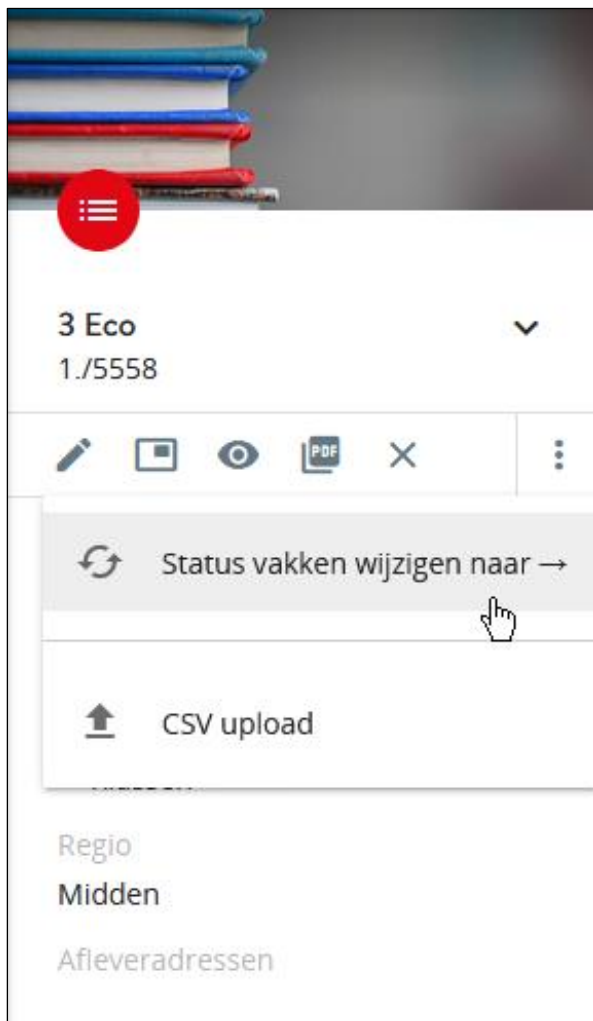 3 Eco
1./5558
PDF
Status vakken wijzigen naar →
CSV upload
Regio
Midden
Afleveradressen